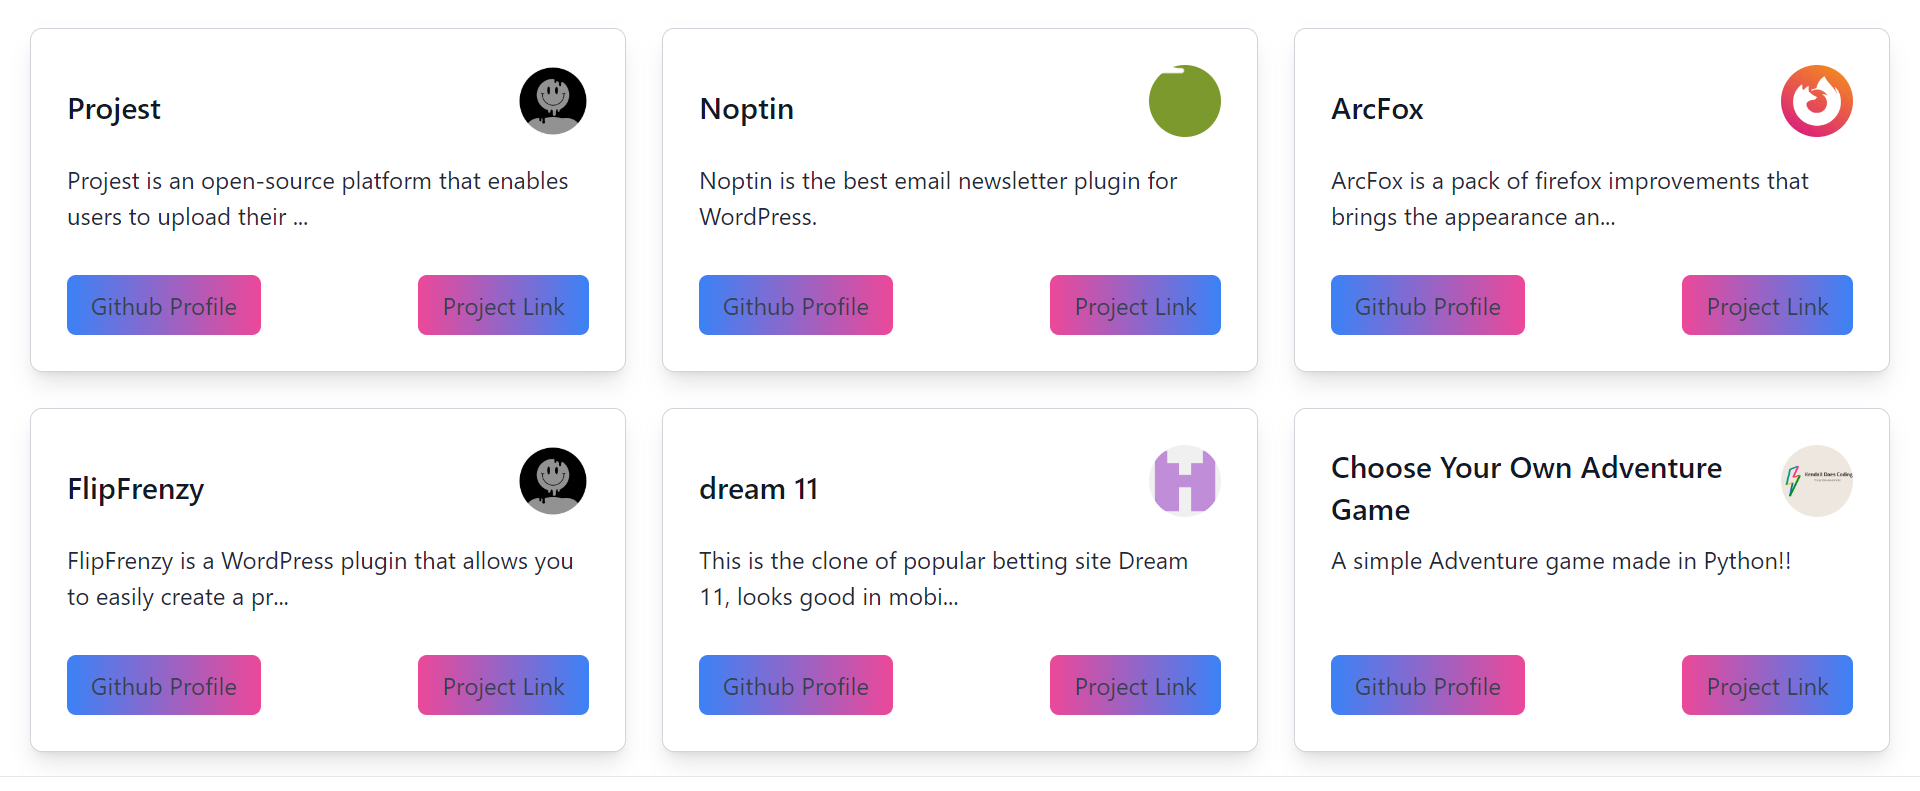 Projest
Projest is an open-source platform that enables
users to upload their ...
Github Profile
Project Link
Noptin
Noptin is the best email newsletter plugin for
WordPress.
Github Profile
Project Link
ArcFox
ArcFox is a pack of firefox improvements that
brings the appearance an...
Github Profile
Project Link
FlipFrenzy
FlipFrenzy is a WordPress plugin that allows you
to easily create a pr...
Github Profile
Project Link
dream 11
This is the clone of popular betting site Dream
11, looks good in mobi...
Github Profile
Project Link
Choose Your Own Adventure
Game
Kendrit Does Coding
A simple Adventure game made in Python!!
Github Profile
Project Link